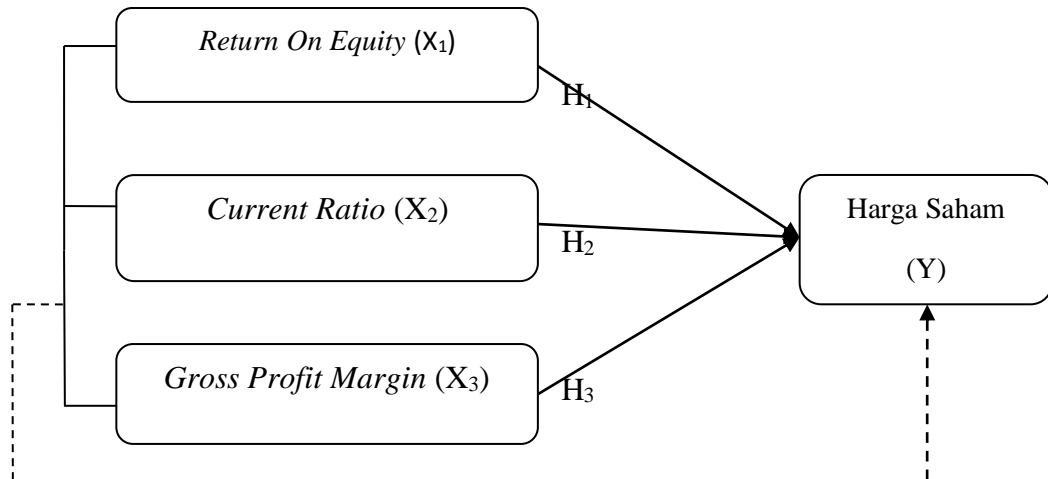 Return On Equity (X₁)
H₁
Current Ratio (X₂)
H₂
Harga Saham
(Y)
Gross Profit Margin (X₃)
H₃